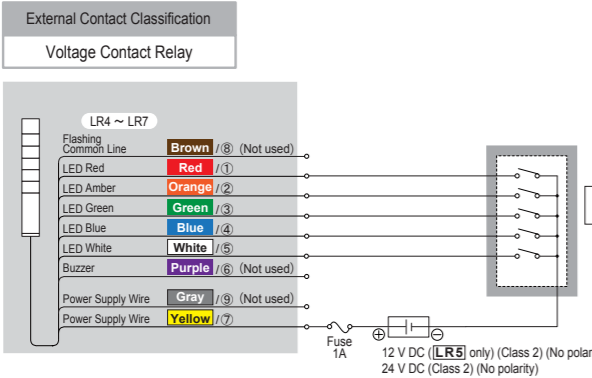 External Contact Classification
Voltage Contact Relay
LR4 ~ LR7
Flashing
Common Line Brown /⑧ (Not used)
LED Red Red /①
LED Amber Orange /②
LED Green Green /③
LED Blue Blue /④
LED White White /⑤
Buzzer Purple /⑥ (Not used)
Power Supply Wire Gray /⑨ (Not used)
Power Supply Wire Yellow /⑦
Fuse
1A
⊕ ⊖
12 V DC (LR5 only) (Class 2) (No polar
24 V DC (Class 2) (No polarity)